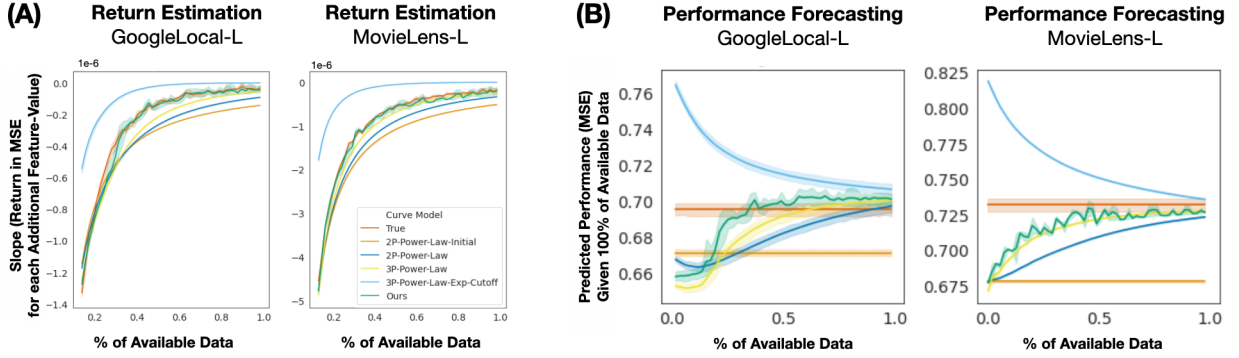 (A)
Return Estimation
GoogleLocal-L
Return Estimation
MovieLens-L
Slope (Return in MSE
for each Additional Feature-Value)
1e-6
0.0
−0.2
−0.4
−0.6
−0.8
−1.0
−1.2
−1.4
0.2
0.4
0.6
0.8
1.0
% of Available Data
1e-6
0
−1
−2
−3
−4
−5
0.2
0.4
0.6
0.8
1.0
% of Available Data
Curve Model
True
2P-Power-Law-Initial
2P-Power-Law
3P-Power-Law
3P-Power-Law-Exp-Cutoff
Ours
(B)
Performance Forecasting
GoogleLocal-L
Performance Forecasting
MovieLens-L
Predicted Performance (MSE)
Given 100% of Available Data
0.76
0.74
0.72
0.70
0.68
0.66
0.0
0.5
1.0
% of Available Data
0.825
0.800
0.775
0.750
0.725
0.700
0.675
0.0
0.5
1.0
% of Available Data